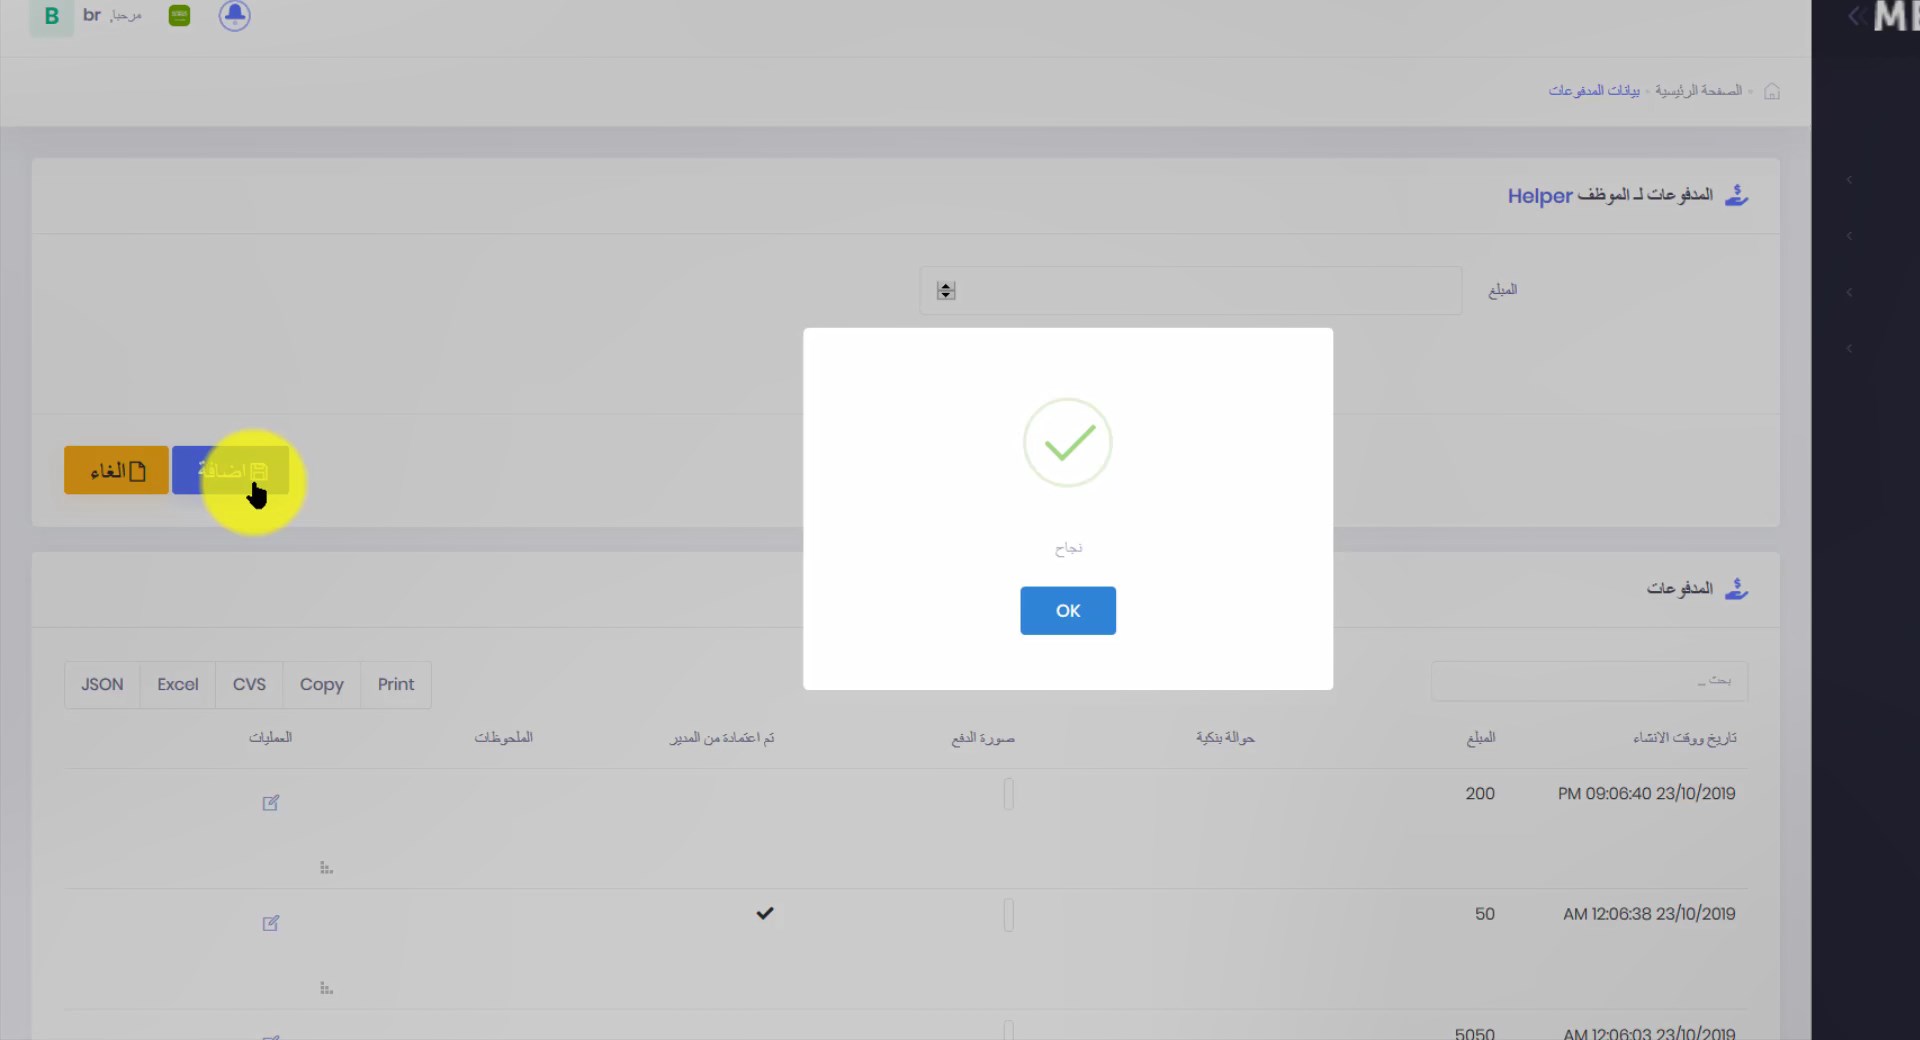 B br مرحبا,
الصفحة الرئيسية • بيانات المدفوعات
المدفوعات لـ الموظف Helper
المبلغ
اضافة
الغاء
نجاح
OK
المدفوعات
JSON Excel CVS Copy Print
بحث ...
تاريخ ووقت الانشاء المبلغ حوالة بنكية صورة الدفع تم اعتمادة من المدير الملحوظات العمليات
PM 09:06:40 23/10/2019 200
AM 12:06:38 23/10/2019 50
AM 12:06:03 23/10/2019 5050